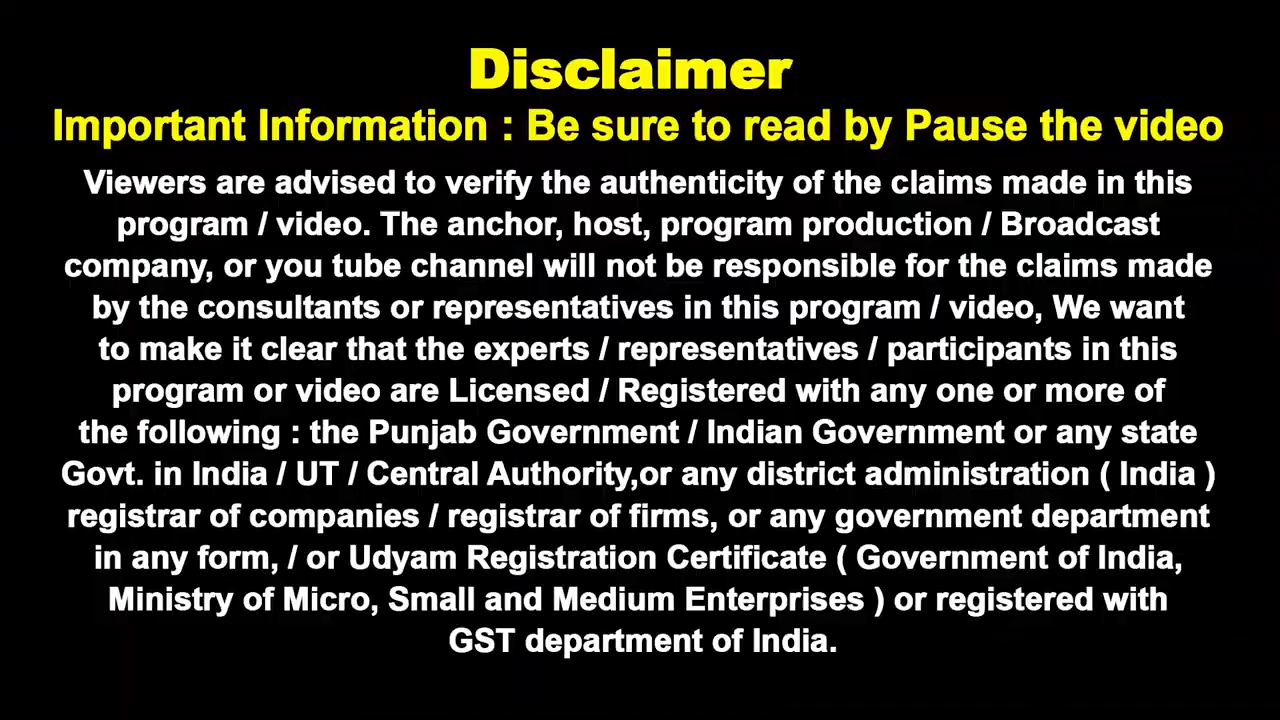 Disclaimer
Important Information : Be sure to read by Pause the video
Viewers are advised to verify the authenticity of the claims made in this
program / video. The anchor, host, program production / Broadcast
company, or you tube channel will not be responsible for the claims made
by the consultants or representatives in this program / video, We want
to make it clear that the experts / representatives / participants in this
program or video are Licensed / Registered with any one or more of
the following : the Punjab Government / Indian Government or any state
Govt. in India / UT / Central Authority,or any district administration ( India )
registrar of companies / registrar of firms, or any government department
in any form, / or Udyam Registration Certificate ( Government of India,
Ministry of Micro, Small and Medium Enterprises ) or registered with
GST department of India.